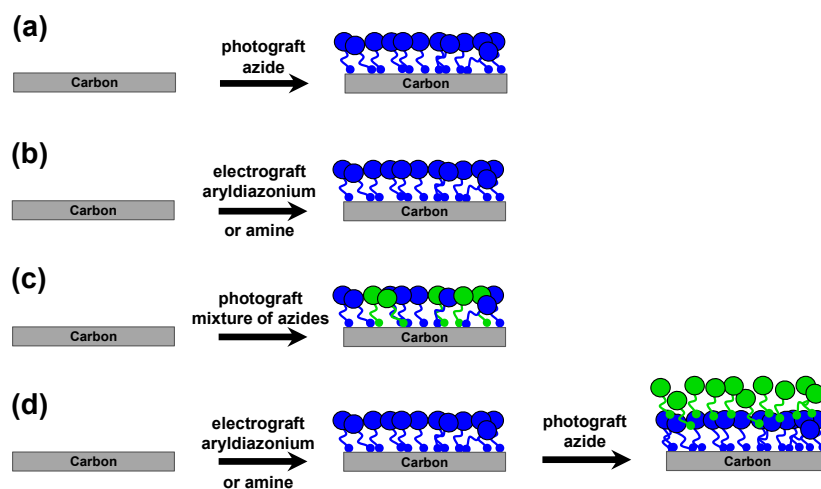 (a)
photograft
azide
Carbon
Carbon
(b)
electrograft
aryldiazonium
or amine
Carbon
Carbon
(c)
photograft
mixture of azides
Carbon
Carbon
(d)
electrograft
aryldiazonium
or amine
photograft
azide
Carbon
Carbon
Carbon